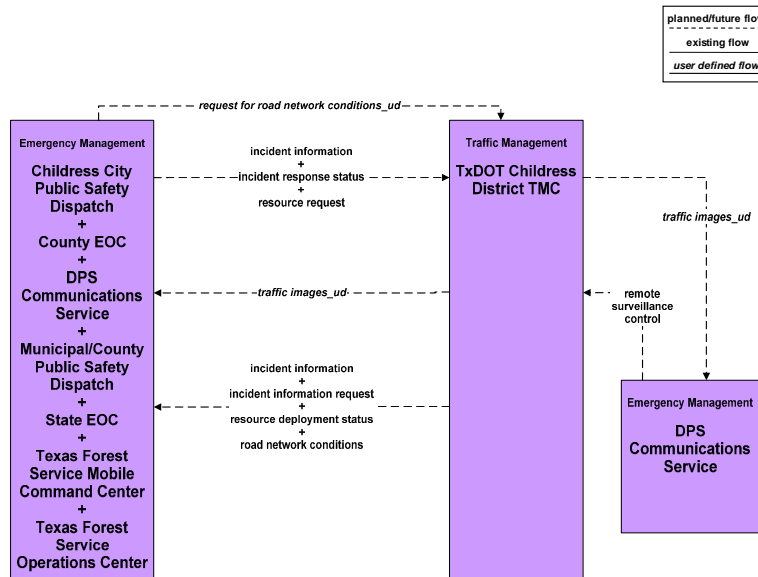 planned/future flow
existing flow
user defined flow
request for road network conditions_ud
Emergency Management
Childress City
Public Safety
Dispatch
+
County EOC
+
DPS
Communications
Service
+
Municipal/County
Public Safety
Dispatch
+
State EOC
+
Texas Forest
Service Mobile
Command Center
+
Texas Forest
Service
Operations Center
incident information
+
incident response status
+
resource request
traffic images_ud
incident information
+
incident information request
+
resource deployment status
+
road network conditions
Traffic Management
TxDOT Childress
District TMC
traffic images_ud
remote
surveillance
control
Emergency Management
DPS
Communications
Service